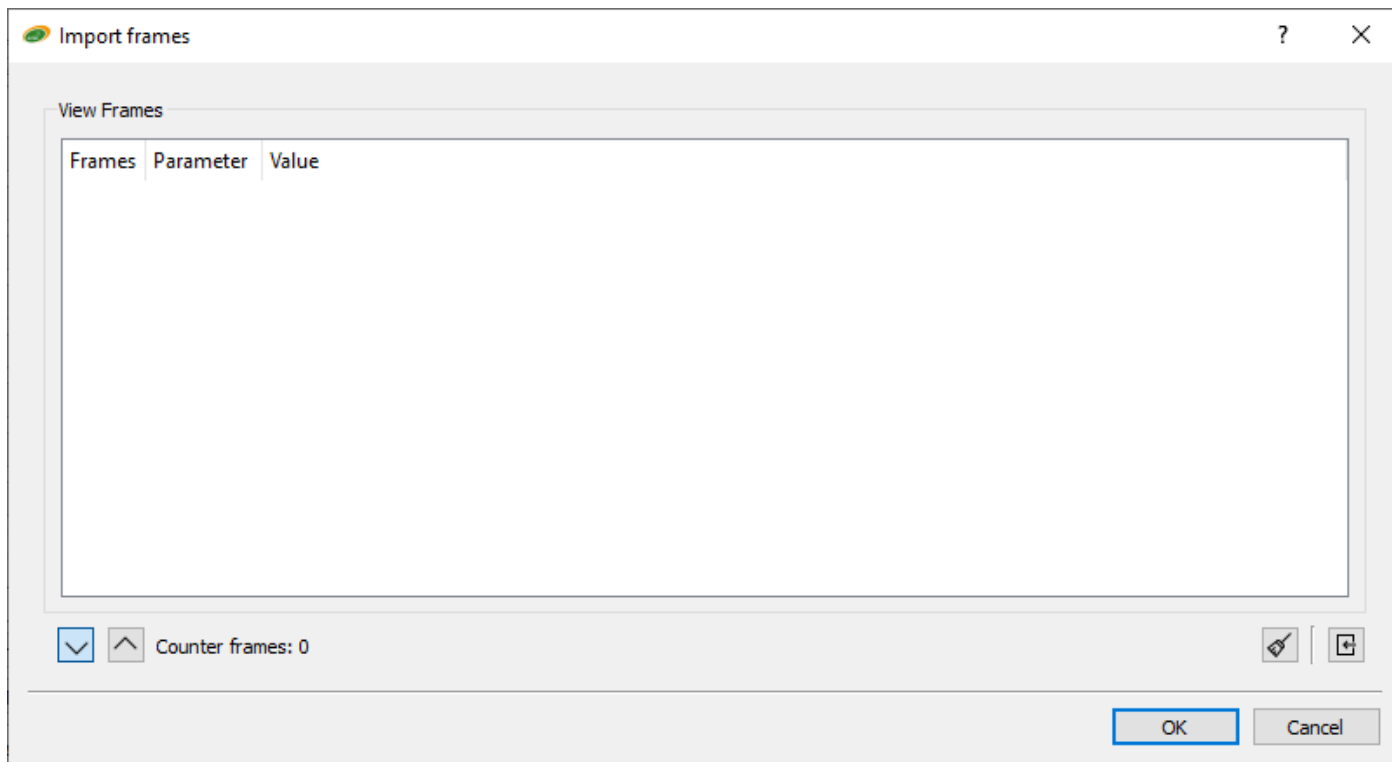 Import frames
?
View Frames
Frames Parameter Value
Counter frames: 0
OK Cancel